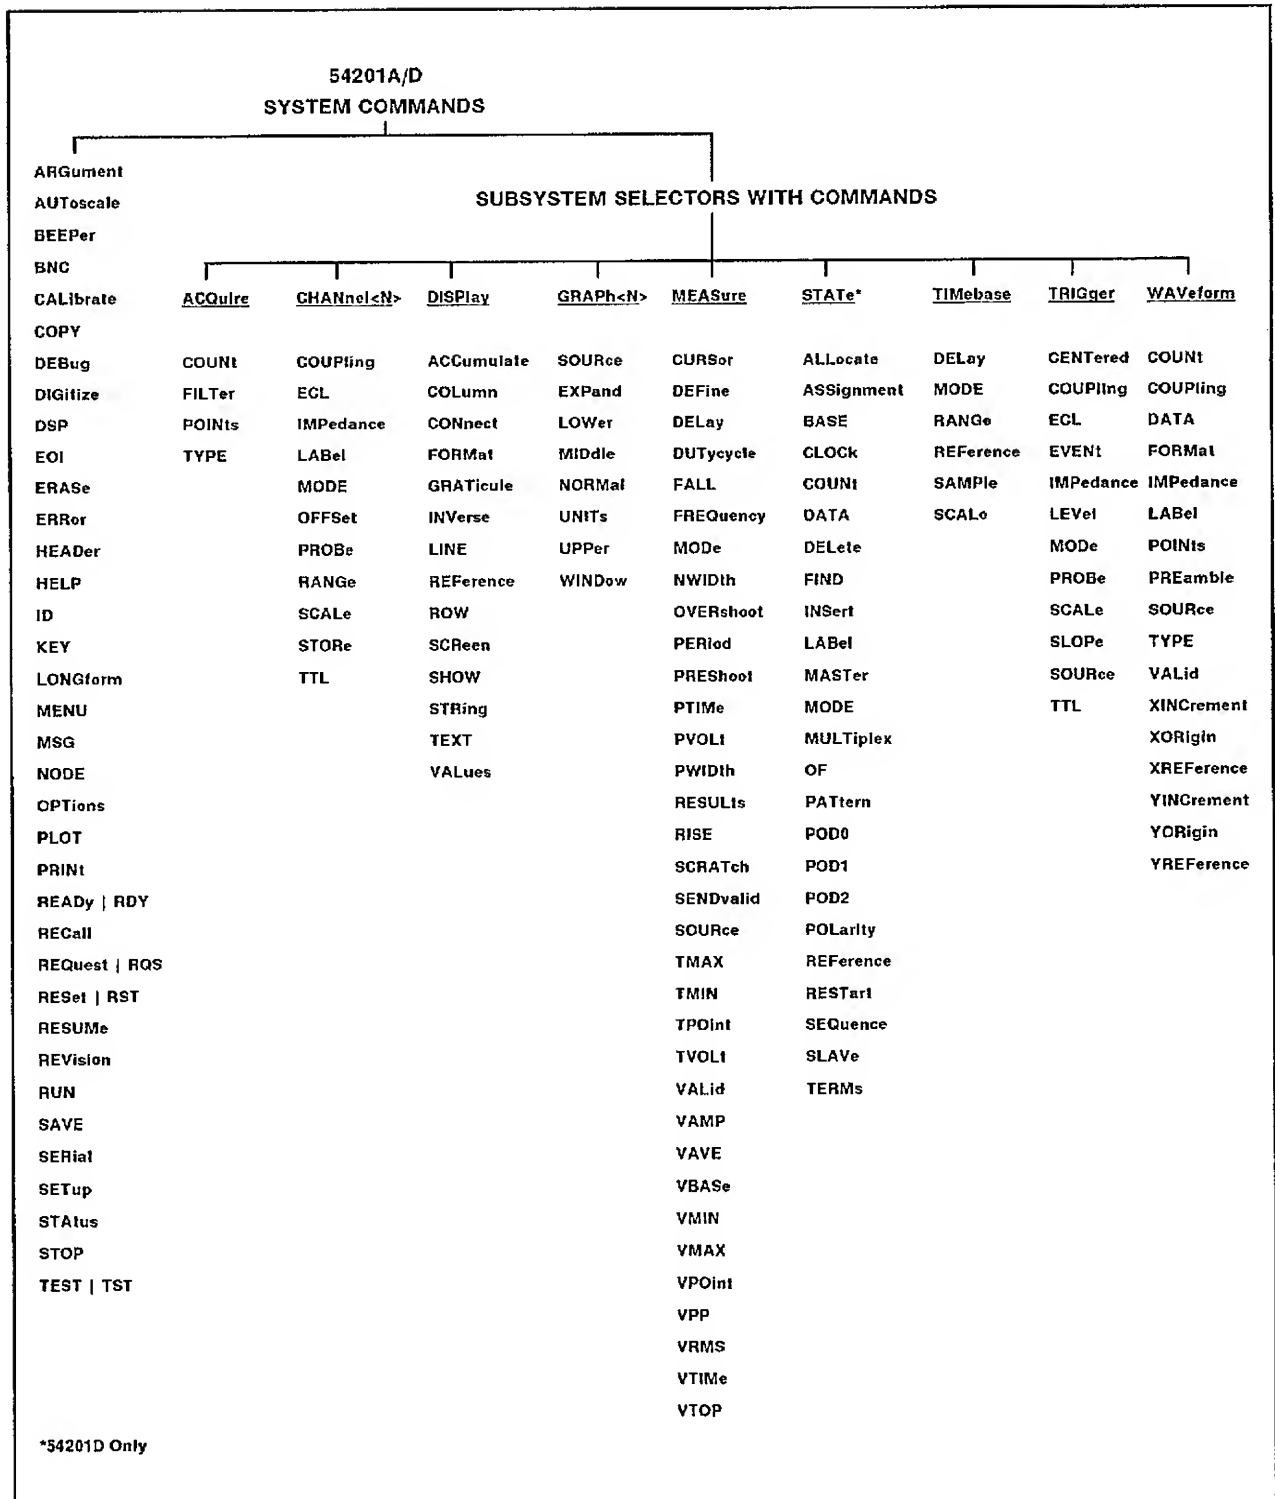 54201A/D
SYSTEM COMMANDS
ARGument
AUToscale
BEEPer
BNC
CALibrate
COPY
DEBug
DIGitize
DSP
EOI
ERASe
ERRor
HEADer
HELP
ID
KEY
LONGform
MENU
MSG
NODE
OPTions
PLOT
PRINt
READy | RDY
RECall
REQuest | RQS
RESet | RST
RESUMe
REVision
RUN
SAVE
SERial
SETup
STAtus
STOP
TEST | TST
SUBSYSTEM SELECTORS WITH COMMANDS
ACQuire
COUNt
FILTer
POINts
TYPE
CHANnel<N>
COUPling
ECL
IMPedance
LABel
MODE
OFFSet
PROBe
RANGe
SCALe
STORe
TTL
DISPlay
ACCumulate
COLumn
CONnect
FORMat
GRATicule
INVerse
LINE
REFerence
ROW
SCReen
SHOW
STRing
TEXT
VALues
GRAPh<N>
SOURce
EXPand
LOWer
MIDdle
NORMal
UNITs
UPPer
WINDow
MEASure
CURSor
DEFine
DELay
DUTycycle
FALL
FREQuency
MODe
NWIDth
OVERshoot
PERiod
PREShoot
PTIMe
PVOLt
PWIDth
RESULts
RISE
SCRATch
SENDvalid
SOURce
TMAX
TMIN
TPOint
TVOLt
VALid
VAMP
VAVE
VBASe
VMIN
VMAX
VPOint
VPP
VRMS
VTIMe
VTOP
STATe*
ALLocate
ASSignment
BASE
CLOCk
COUNt
DATA
DELete
FIND
INSert
LABel
MASTer
MODE
MULTiplex
OF
PATtern
POD0
POD1
POD2
POLarity
REFerence
RESTart
SEQuence
SLAVe
TERMs
TIMebase
DELay
MODE
RANGe
REFerence
SAMPle
SCALe
TRIGger
CENTered
COUPling
ECL
EVENt
IMPedance
LEVel
MODe
PROBe
SCALe
SLOPe
SOURce
TTL
WAVeform
COUNt
COUPling
DATA
FORMat
IMPedance
LABel
POINts
PREamble
SOURce
TYPE
VALid
XINCrement
XORigin
XREFerence
YINCrement
YORigin
YREFerence
*54201D Only